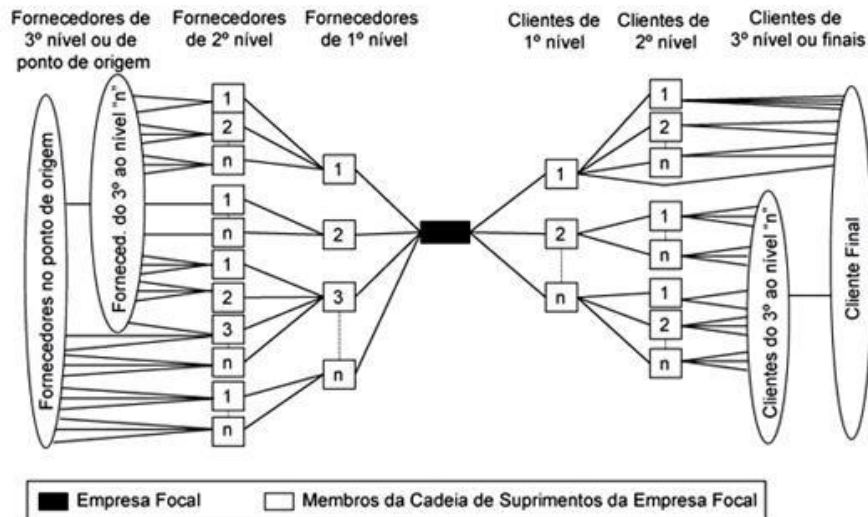 Fornecedores de
3º nível ou de
ponto de origem
Fornecedores
de 2º nível
Fornecedores
de 1º nível
Clientes de
1º nível
Clientes de
2º nível
Clientes de
3º nível ou finais
Fornecedores no ponto de origem
Forneced. do 3º ao nível "n"
1
2
n
1
n
1
2
3
n
1
n
1
2
3
n
1
2
n
1
2
n
1
n
1
2
n
Clientes do 3º ao nível "n"
Cliente Final
Empresa Focal
Membros da Cadeia de Suprimentos da Empresa Focal